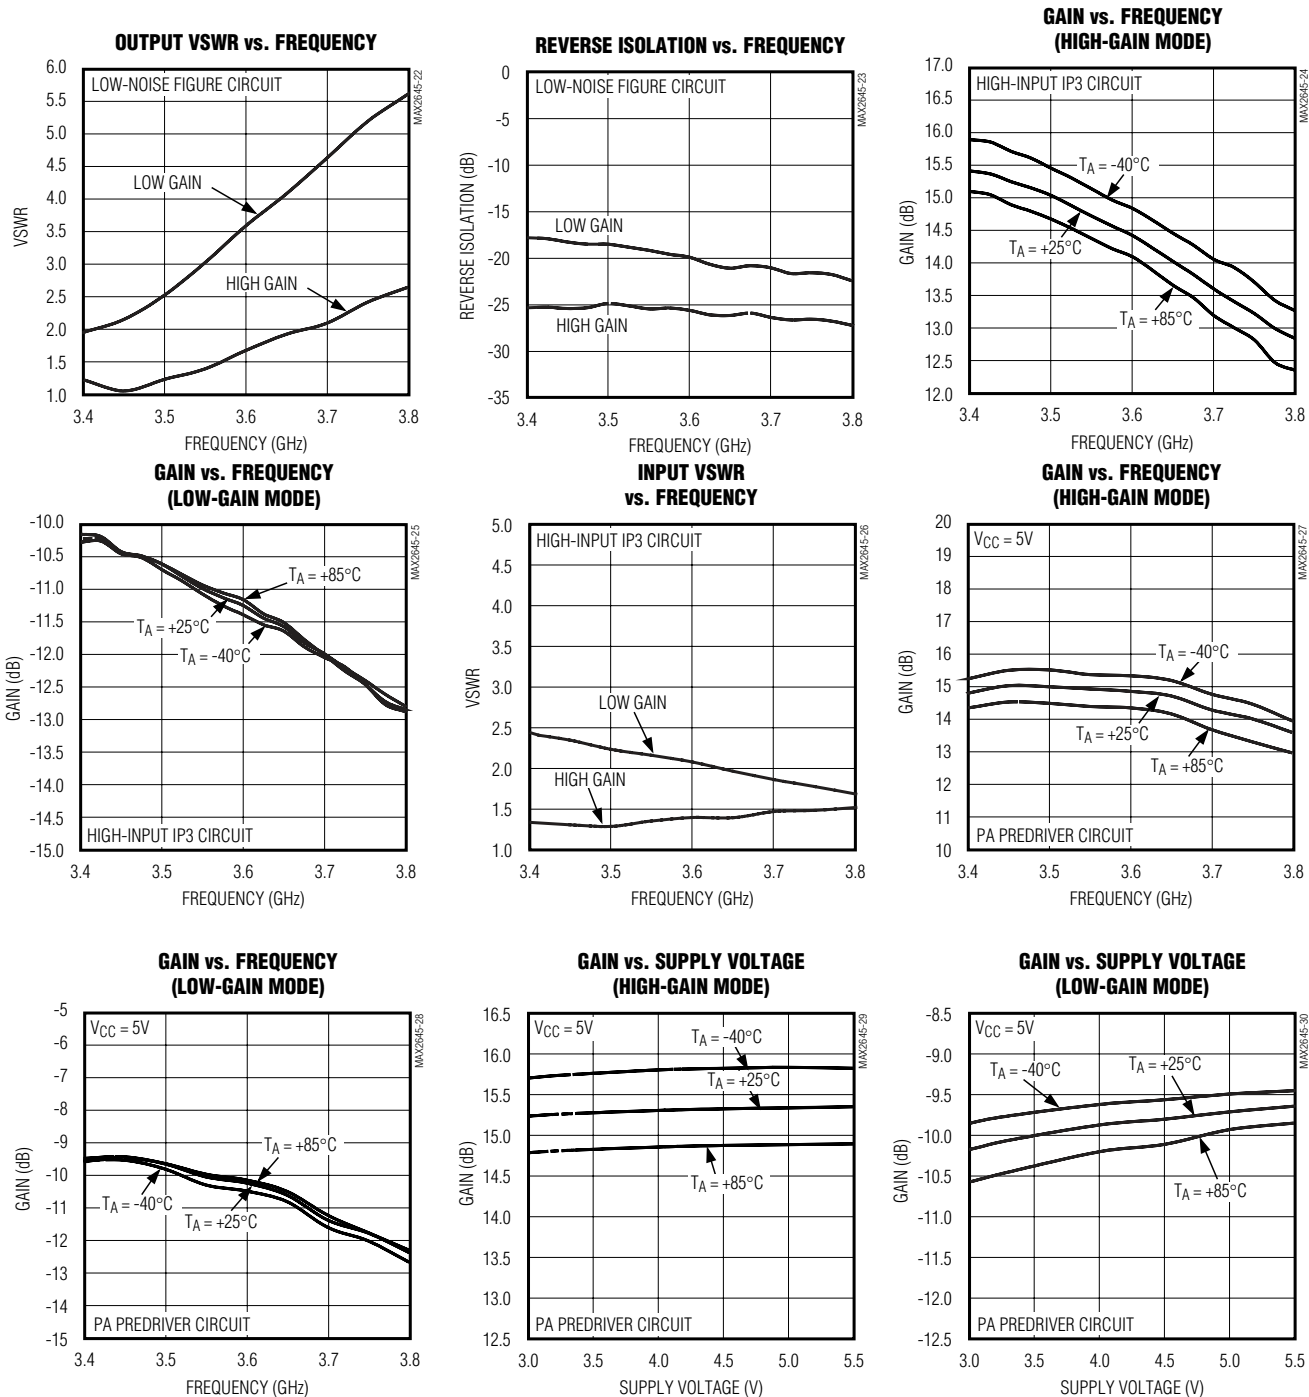 OUTPUT VSWR vs. FREQUENCY
LOW-NOISE FIGURE CIRCUIT
MAX2645-22
6.0
5.5
5.0
4.5
4.0
3.5
3.0
2.5
2.0
1.5
1.0
VSWR
LOW GAIN
HIGH GAIN
3.4 3.5 3.6 3.7 3.8
FREQUENCY (GHz)
REVERSE ISOLATION vs. FREQUENCY
LOW-NOISE FIGURE CIRCUIT
MAX2645-23
0
-5
-10
-15
-20
-25
-30
-35
REVERSE ISOLATION (dB)
LOW GAIN
HIGH GAIN
3.4 3.5 3.6 3.7 3.8
FREQUENCY (GHz)
GAIN vs. FREQUENCY
(HIGH-GAIN MODE)
HIGH-INPUT IP3 CIRCUIT
MAX2645-24
17.0
16.5
16.0
15.5
15.0
14.5
14.0
13.5
13.0
12.5
12.0
GAIN (dB)
TA = -40°C
TA = +25°C
TA = +85°C
3.4 3.5 3.6 3.7 3.8
FREQUENCY (GHz)
GAIN vs. FREQUENCY
(LOW-GAIN MODE)
MAX2645-25
-10.0
-10.5
-11.0
-11.5
-12.0
-12.5
-13.0
-13.5
-14.0
-14.5
-15.0
GAIN (dB)
TA = +85°C
TA = +25°C
TA = -40°C
HIGH-INPUT IP3 CIRCUIT
3.4 3.5 3.6 3.7 3.8
FREQUENCY (GHz)
INPUT VSWR
vs. FREQUENCY
HIGH-INPUT IP3 CIRCUIT
MAX2645-26
5.0
4.5
4.0
3.5
3.0
2.5
2.0
1.5
1.0
VSWR
LOW GAIN
HIGH GAIN
3.4 3.5 3.6 3.7 3.8
FREQUENCY (GHz)
GAIN vs. FREQUENCY
(HIGH-GAIN MODE)
VCC = 5V
MAX2645-27
20
19
18
17
16
15
14
13
12
11
10
GAIN (dB)
TA = -40°C
TA = +25°C
TA = +85°C
PA PREDRIVER CIRCUIT
3.4 3.5 3.6 3.7 3.8
FREQUENCY (GHz)
GAIN vs. FREQUENCY
(LOW-GAIN MODE)
VCC = 5V
MAX2645-28
-5
-6
-7
-8
-9
-10
-11
-12
-13
-14
-15
GAIN (dB)
TA = +85°C
TA = -40°C
TA = +25°C
PA PREDRIVER CIRCUIT
3.4 3.5 3.6 3.7 3.8
FREQUENCY (GHz)
GAIN vs. SUPPLY VOLTAGE
(HIGH-GAIN MODE)
VCC = 5V
MAX2645-29
16.5
16.0
15.5
15.0
14.5
14.0
13.5
13.0
12.5
GAIN (dB)
TA = -40°C
TA = +25°C
TA = +85°C
PA PREDRIVER CIRCUIT
3.0 3.5 4.0 4.5 5.0 5.5
SUPPLY VOLTAGE (V)
GAIN vs. SUPPLY VOLTAGE
(LOW-GAIN MODE)
VCC = 5V
MAX2645-30
-8.5
-9.0
-9.5
-10.0
-10.5
-11.0
-11.5
-12.0
-12.5
GAIN (dB)
TA = -40°C
TA = +25°C
TA = +85°C
PA PREDRIVER CIRCUIT
3.0 3.5 4.0 4.5 5.0 5.5
SUPPLY VOLTAGE (V)